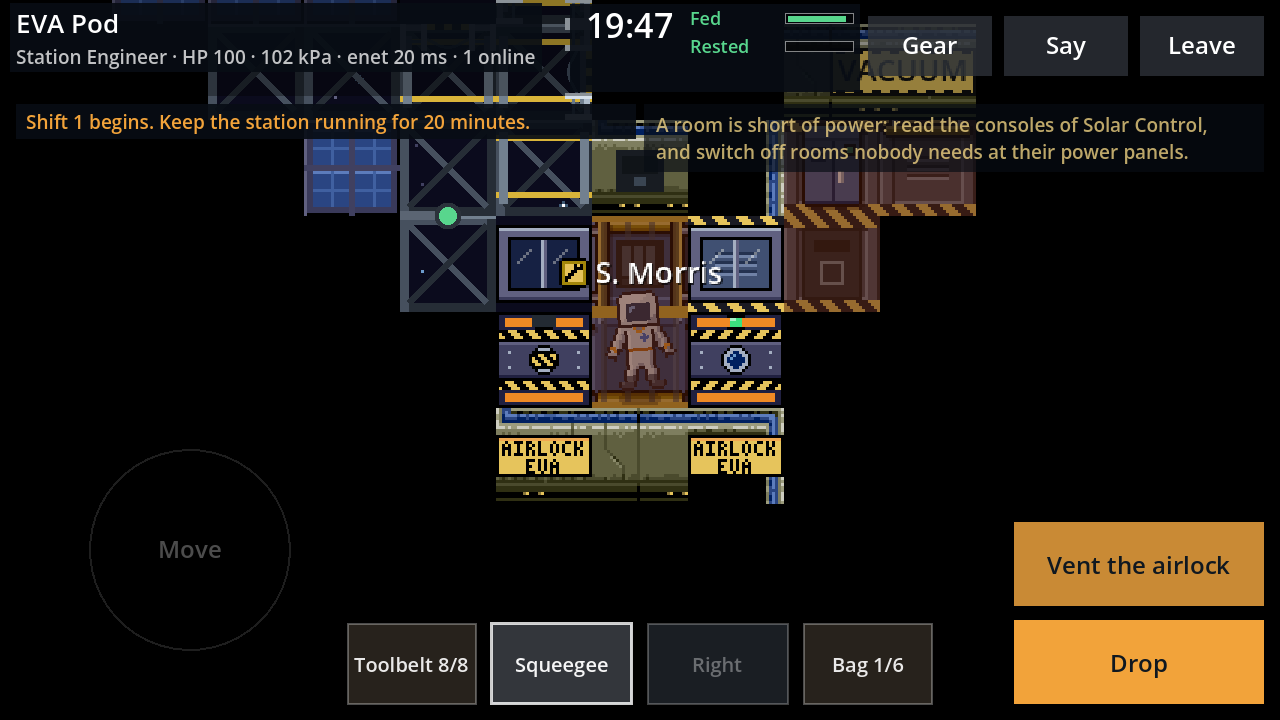 EVA Pod
Station Engineer · HP 100 · 102 kPa · enet 20 ms · 1 online
19:47
Fed
Rested
Gear
Say
Leave
VACUUM
Shift 1 begins. Keep the station running for 20 minutes.
A room is short of power: read the consoles of Solar Control,
and switch off rooms nobody needs at their power panels.
S. Morris
AIRLOCK
EVA
AIRLOCK
EVA
Move
Vent the airlock
Toolbelt 8/8
Squeegee
Right
Bag 1/6
Drop